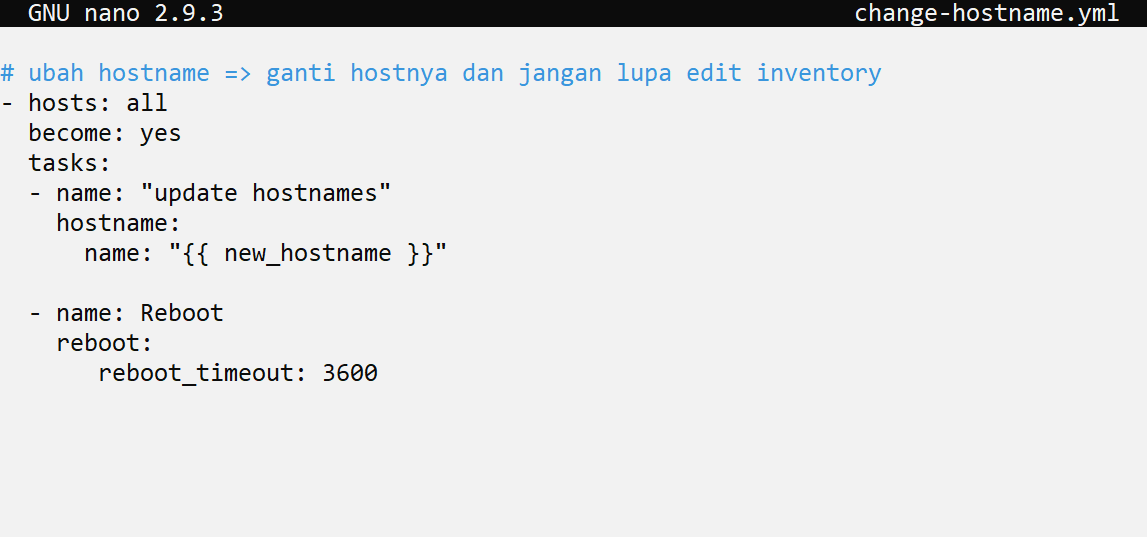 GNU nano 2.9.3 change-hostname.yml
# ubah hostname => ganti hostnya dan jangan lupa edit inventory
- hosts: all
  become: yes
  tasks:
  - name: "update hostnames"
    hostname:
      name: "{{ new_hostname }}"
  - name: Reboot
    reboot:
       reboot_timeout: 3600